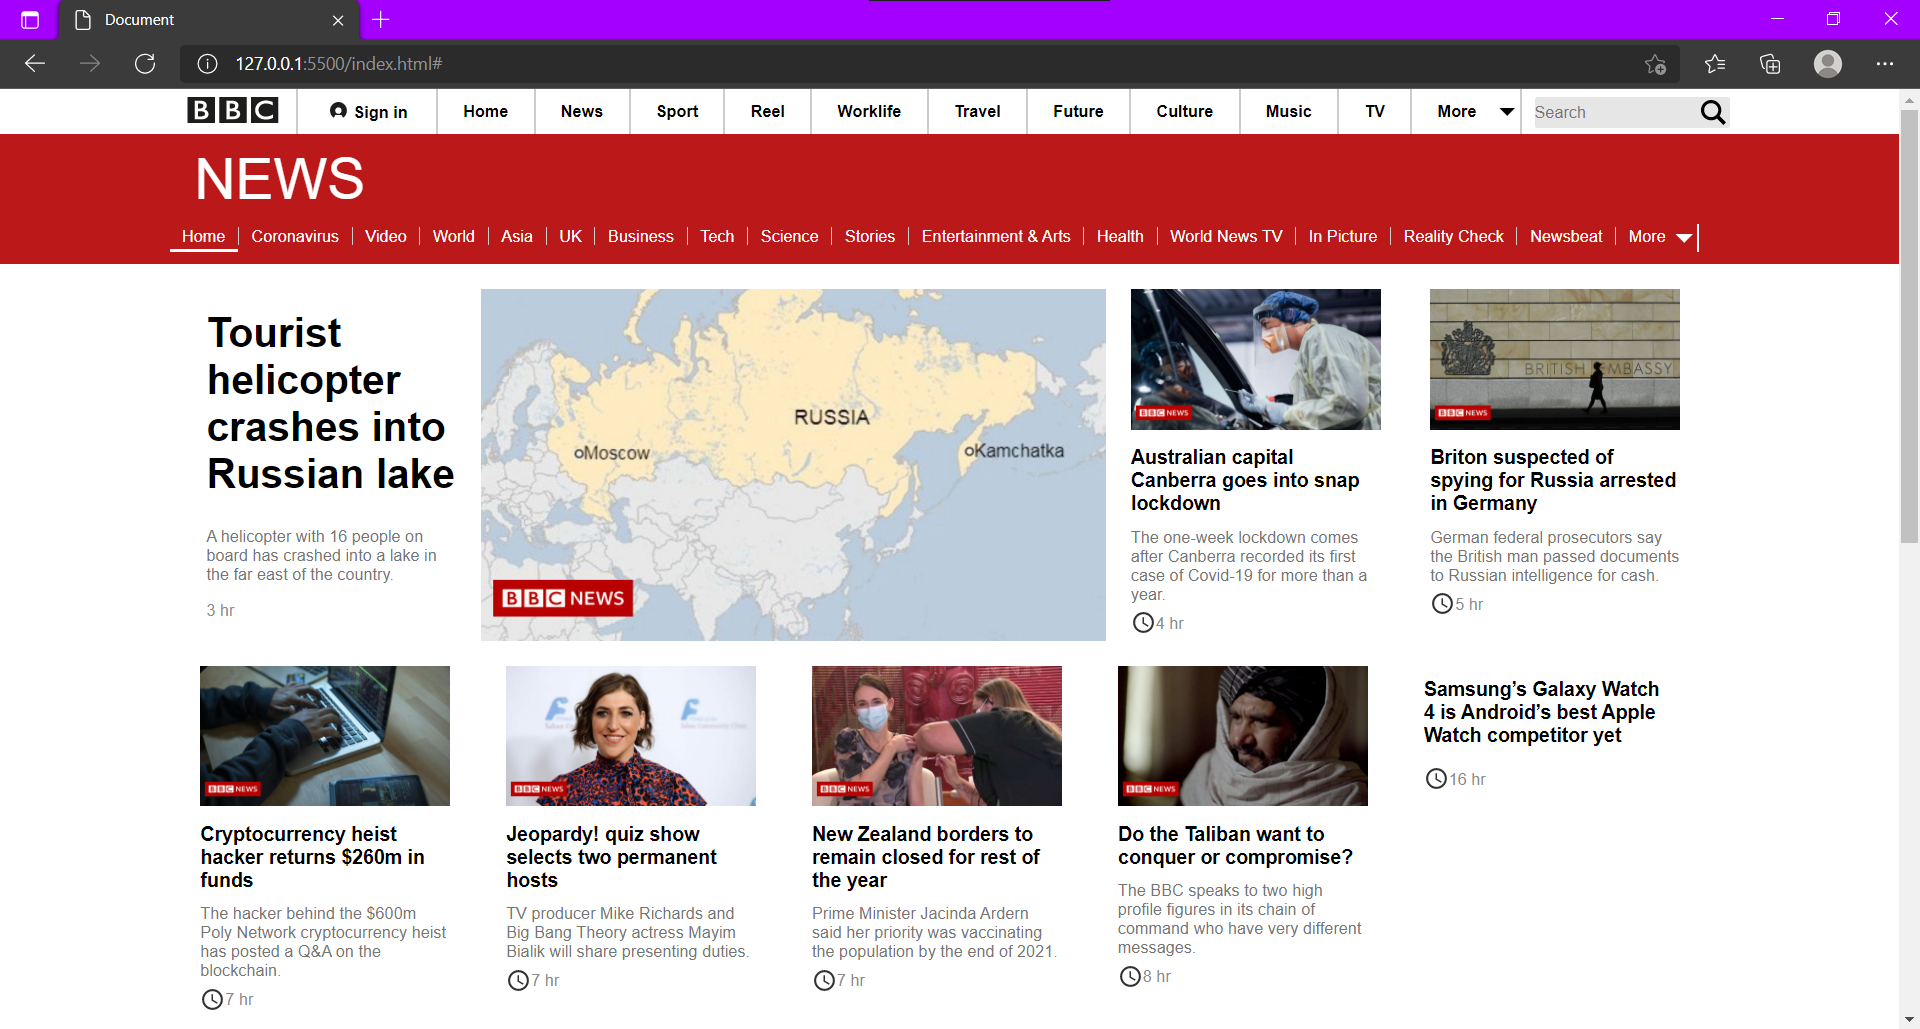 Document
127.0.0.1:5500/index.html#
BBC
Sign in
Home
News
Sport
Reel
Worklife
Travel
Future
Culture
Music
TV
More
Search
NEWS
Home
Coronavirus
Video
World
Asia
UK
Business
Tech
Science
Stories
Entertainment & Arts
Health
World News TV
In Picture
Reality Check
Newsbeat
More
Tourist
helicopter
crashes into
Russian lake
A helicopter with 16 people on
board has crashed into a lake in
the far east of the country.
3 hr
RUSSIA
Moscow
Kamchatka
BBC NEWS
BBC NEWS
Australian capital
Canberra goes into snap
lockdown
The one-week lockdown comes
after Canberra recorded its first
case of Covid-19 for more than a
year.
4 hr
BRITISH EMBASSY
BBC NEWS
Briton suspected of
spying for Russia arrested
in Germany
German federal prosecutors say
the British man passed documents
to Russian intelligence for cash.
5 hr
BBC NEWS
Cryptocurrency heist
hacker returns $260m in
funds
The hacker behind the $600m
Poly Network cryptocurrency heist
has posted a Q&A on the
blockchain.
7 hr
BBC NEWS
Jeopardy! quiz show
selects two permanent
hosts
TV producer Mike Richards and
Big Bang Theory actress Mayim
Bialik will share presenting duties.
7 hr
BBC NEWS
New Zealand borders to
remain closed for rest of
the year
Prime Minister Jacinda Ardern
said her priority was vaccinating
the population by the end of 2021.
7 hr
BBC NEWS
Do the Taliban want to
conquer or compromise?
The BBC speaks to two high
profile figures in its chain of
command who have very different
messages.
8 hr
Samsung’s Galaxy Watch
4 is Android’s best Apple
Watch competitor yet
16 hr